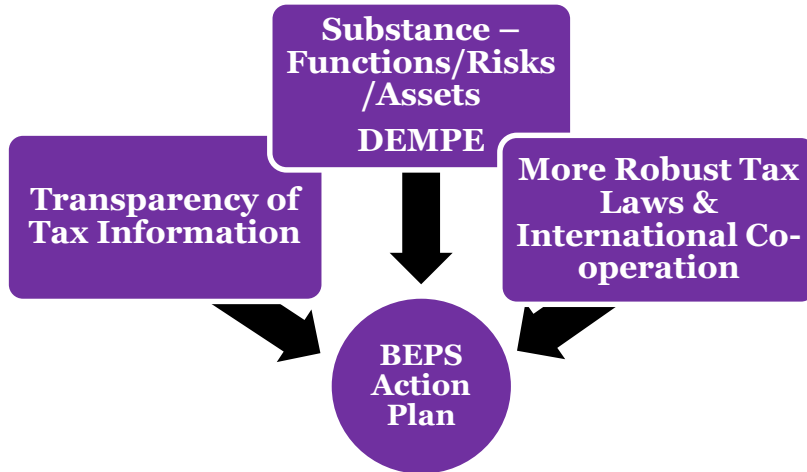 Substance –
Functions/Risks
/Assets
DEMPE
Transparency of
Tax Information
More Robust Tax
Laws &
International Co-
operation
BEPS
Action
Plan